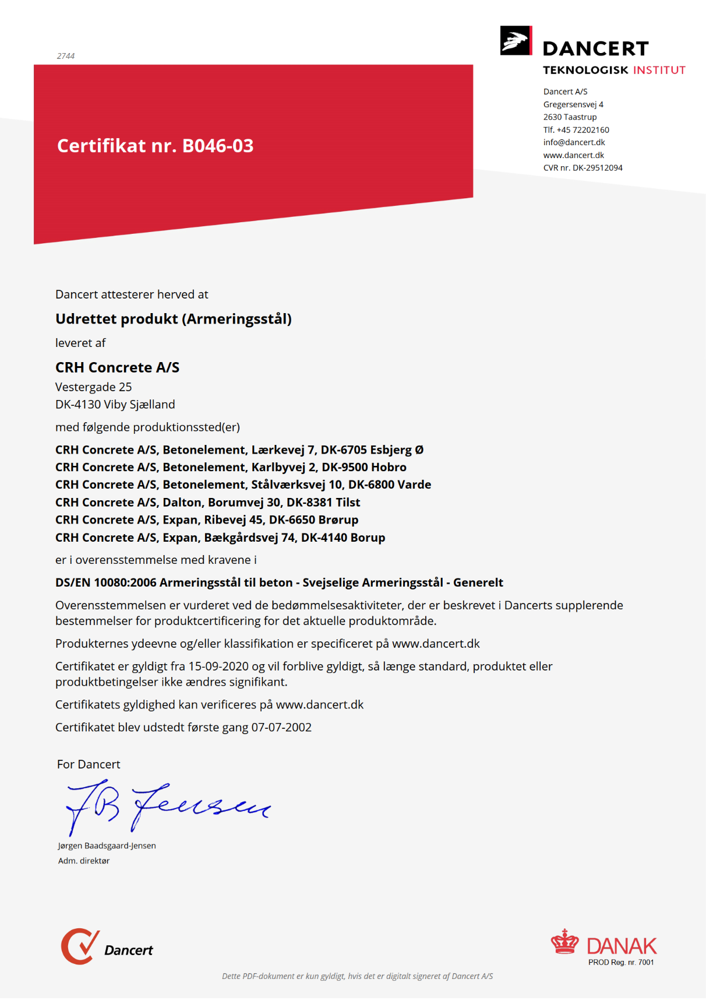 2744
DANCERT
TEKNOLOGISK INSTITUT
Dancert A/S
Gregersensvej 4
2630 Taastrup
Tlf. +45 72202160
info@dancert.dk
www.dancert.dk
CVR nr. DK-29512094
Certifikat nr. B046-03
Dancert attesterer herved at
Udrettet produkt (Armeringsstål)
leveret af
CRH Concrete A/S
Vestergade 25
DK-4130 Viby Sjælland
med følgende produktionssted(er)
CRH Concrete A/S, Betonelement, Lærkevej 7, DK-6705 Esbjerg Ø
CRH Concrete A/S, Betonelement, Karlbyvej 2, DK-9500 Hobro
CRH Concrete A/S, Betonelement, Stålværksvej 10, DK-6800 Varde
CRH Concrete A/S, Dalton, Borumvej 30, DK-8381 Tilst
CRH Concrete A/S, Expan, Ribevej 45, DK-6650 Brørup
CRH Concrete A/S, Expan, Bækgårdsvej 74, DK-4140 Borup
er i overensstemmelse med kravene i
DS/EN 10080:2006 Armeringsstål til beton - Svejselige Armeringsstål - Generelt
Overensstemmelsen er vurderet ved de bedømmelsesaktiviteter, der er beskrevet i Dancerts supplerende
bestemmelser for produktcertificering for det aktuelle produktområde.
Produkternes ydeevne og/eller klassifikation er specificeret på www.dancert.dk
Certifikatet er gyldigt fra 15-09-2020 og vil forblive gyldigt, så længe standard, produktet eller
produktbetingelser ikke ændres signifikant.
Certifikatets gyldighed kan verificeres på www.dancert.dk
Certifikatet blev udstedt første gang 07-07-2002
For Dancert
JB Jensen
Jørgen Baadsgaard-Jensen
Adm. direktør
Dancert
DANAK
PROD Reg. nr. 7001
Dette PDF-dokument er kun gyldigt, hvis det er digitalt signeret af Dancert A/S